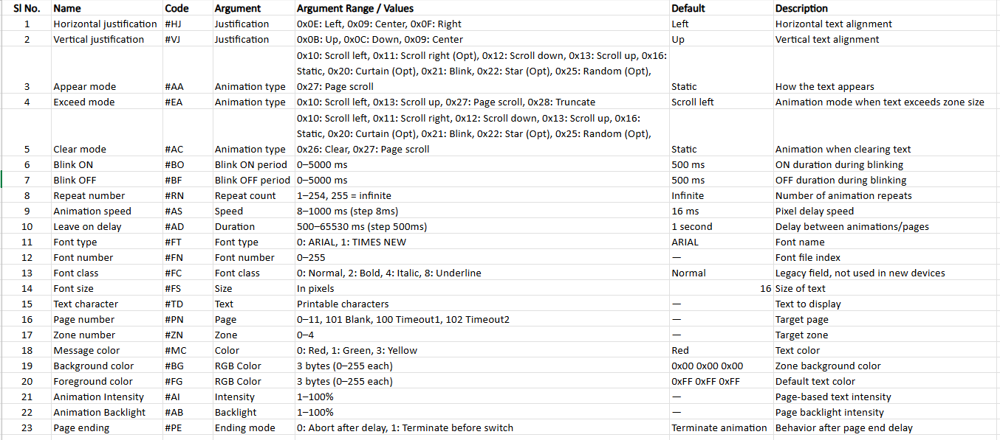 Sl No. Name Code Argument Argument Range / Values Default Description
1 Horizontal justification #HJ Justification 0x0E: Left, 0x09: Center, 0x0F: Right Left Horizontal text alignment
2 Vertical justification #VJ Justification 0x0B: Up, 0x0C: Down, 0x09: Center Up Vertical text alignment
0x10: Scroll left, 0x11: Scroll right (Opt), 0x12: Scroll down, 0x13: Scroll up, 0x16:
Static, 0x20: Curtain (Opt), 0x21: Blink, 0x22: Star (Opt), 0x25: Random (Opt),
3 Appear mode #AA Animation type 0x27: Page scroll Static How the text appears
4 Exceed mode #EA Animation type 0x10: Scroll left, 0x13: Scroll up, 0x27: Page scroll, 0x28: Truncate Scroll left Animation mode when text exceeds zone size
0x10: Scroll left, 0x11: Scroll right, 0x12: Scroll down, 0x13: Scroll up, 0x16:
Static, 0x20: Curtain (Opt), 0x21: Blink, 0x22: Star (Opt), 0x25: Random (Opt),
5 Clear mode #AC Animation type 0x26: Clear, 0x27: Page scroll Static Animation when clearing text
6 Blink ON #BO Blink ON period 0–5000 ms 500 ms ON duration during blinking
7 Blink OFF #BF Blink OFF period 0–5000 ms 500 ms OFF duration during blinking
8 Repeat number #RN Repeat count 1–254, 255 = infinite Infinite Number of animation repeats
9 Animation speed #AS Speed 8–1000 ms (step 8ms) 16 ms Pixel delay speed
10 Leave on delay #AD Duration 500–65530 ms (step 500ms) 1 second Delay between animations/pages
11 Font type #FT Font type 0: ARIAL, 1: TIMES NEW ARIAL Font name
12 Font number #FN Font number 0–255 — Font file index
13 Font class #FC Font class 0: Normal, 2: Bold, 4: Italic, 8: Underline Normal Legacy field, not used in new devices
14 Font size #FS Size In pixels 16 Size of text
15 Text character #TD Text Printable characters — Text to display
16 Page number #PN Page 0–11, 101 Blank, 100 Timeout1, 102 Timeout2 — Target page
17 Zone number #ZN Zone 0–4 — Target zone
18 Message color #MC Color 0: Red, 1: Green, 3: Yellow Red Text color
19 Background color #BG RGB Color 3 bytes (0–255 each) 0x00 0x00 0x00 Zone background color
20 Foreground color #FG RGB Color 3 bytes (0–255 each) 0xFF 0xFF 0xFF Default text color
21 Animation Intensity #AI Intensity 1–100% — Page-based text intensity
22 Animation Backlight #AB Backlight 1–100% — Page backlight intensity
23 Page ending #PE Ending mode 0: Abort after delay, 1: Terminate before switch Terminate animation Behavior after page end delay